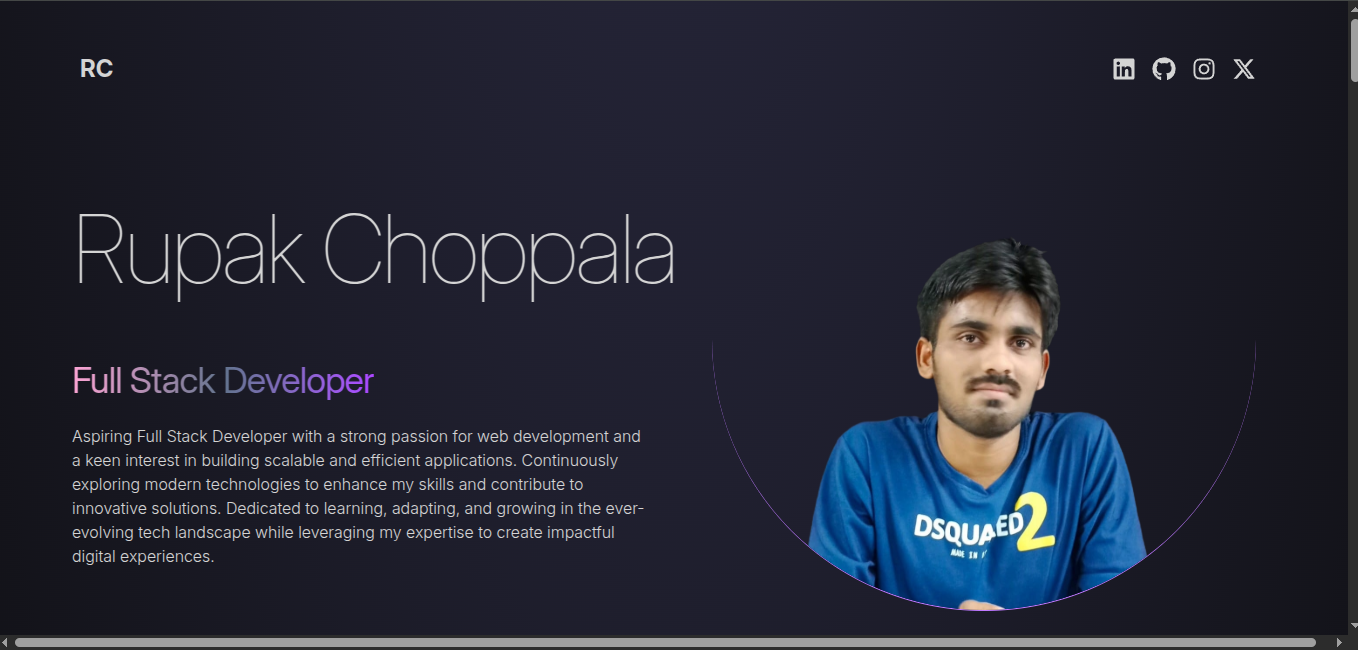 RC
Rupak Choppala
Full Stack Developer
Aspiring Full Stack Developer with a strong passion for web development and
a keen interest in building scalable and efficient applications. Continuously
exploring modern technologies to enhance my skills and contribute to
innovative solutions. Dedicated to learning, adapting, and growing in the ever-
evolving tech landscape while leveraging my expertise to create impactful
digital experiences.
2
MADE IN